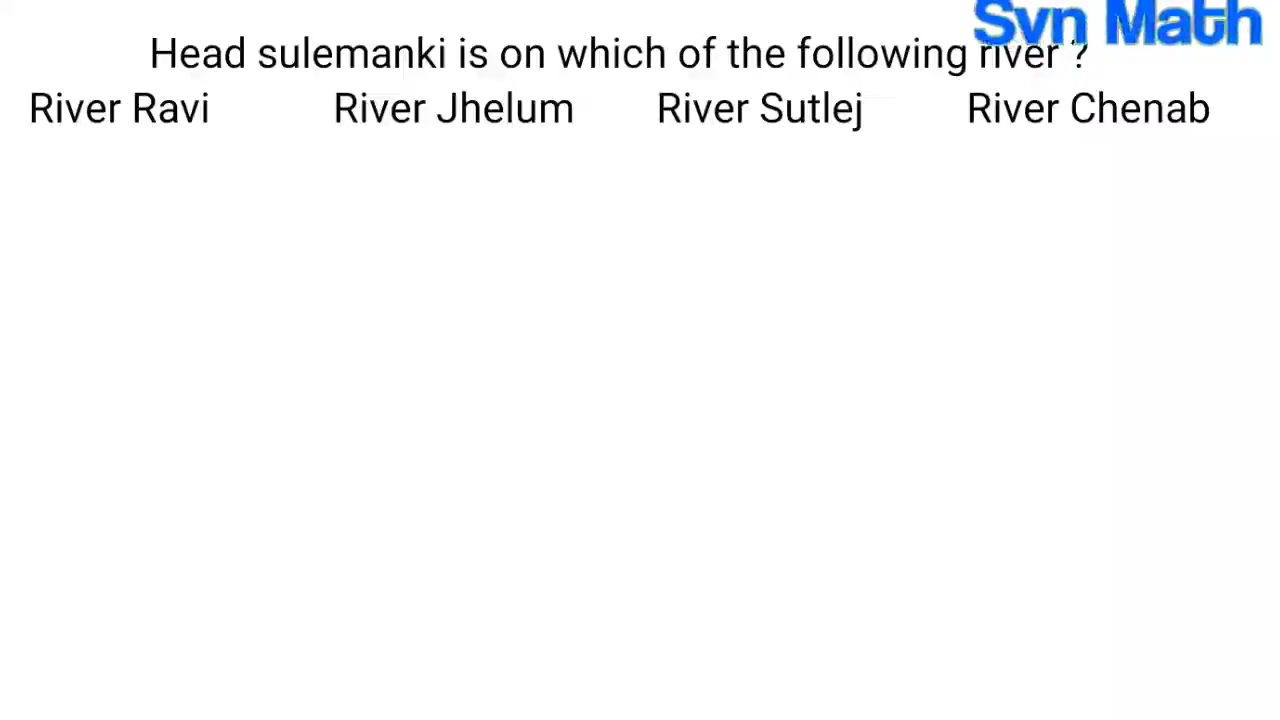 Svn Math
Head sulemanki is on which of the following river ?
River Ravi River Jhelum River Sutlej River Chenab